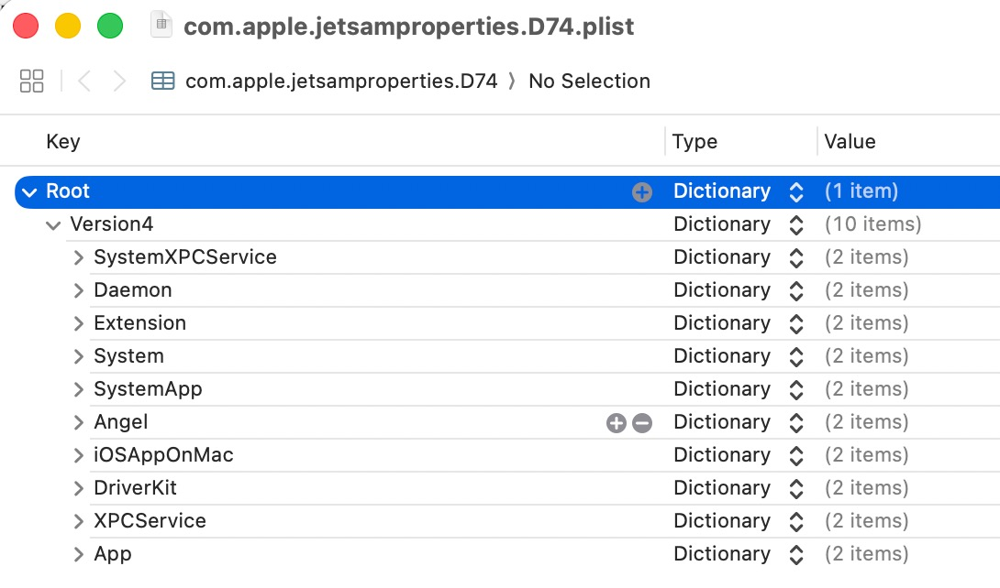 com.apple.jetsamproperties.D74.plist
com.apple.jetsamproperties.D74 〉 No Selection
Key Type Value
Root Dictionary (1 item)
Version4 Dictionary (10 items)
SystemXPCService Dictionary (2 items)
Daemon Dictionary (2 items)
Extension Dictionary (2 items)
System Dictionary (2 items)
SystemApp Dictionary (2 items)
Angel Dictionary (2 items)
iOSAppOnMac Dictionary (2 items)
DriverKit Dictionary (2 items)
XPCService Dictionary (2 items)
App Dictionary (2 items)